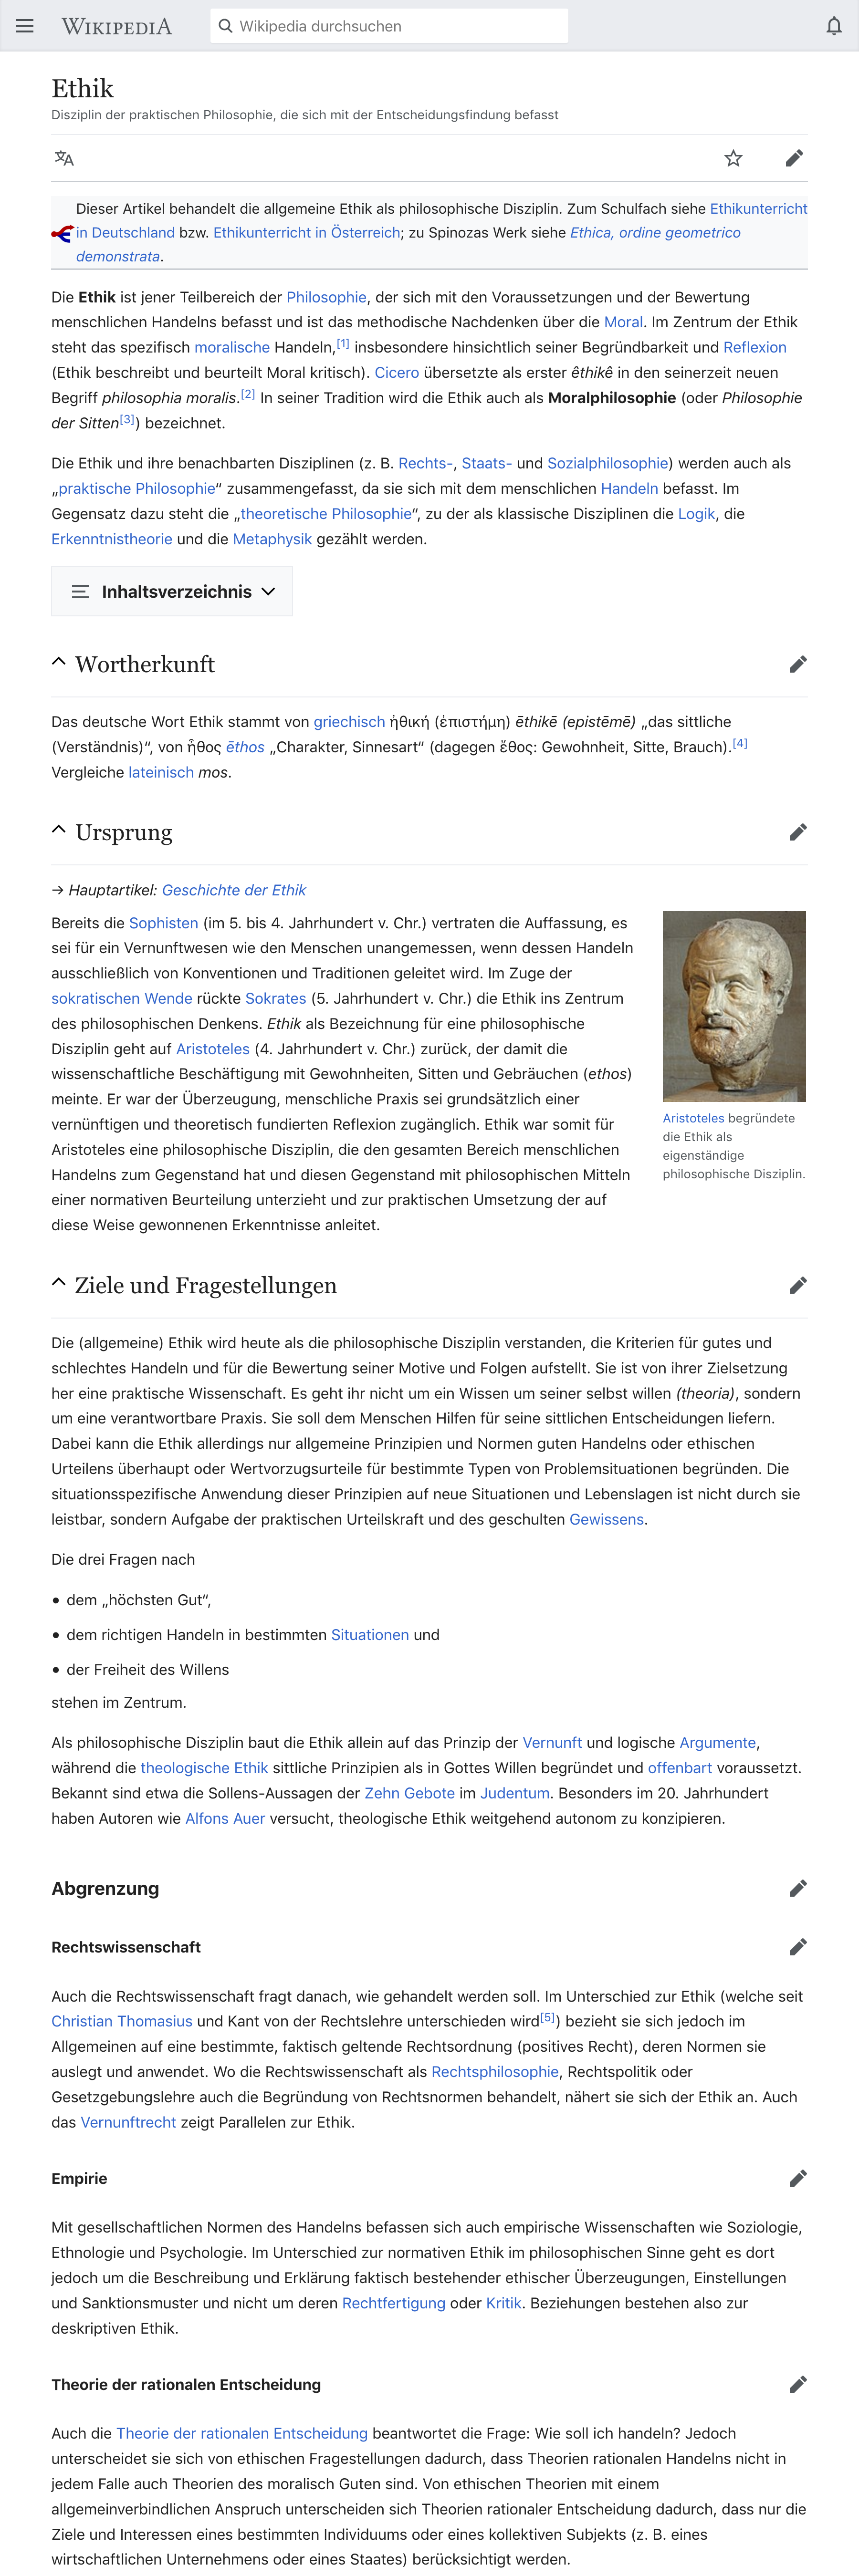 WIKIPEDIA
Wikipedia durchsuchen
Ethik
Disziplin der praktischen Philosophie, die sich mit der Entscheidungsfindung befasst
Dieser Artikel behandelt die allgemeine Ethik als philosophische Disziplin. Zum Schulfach siehe Ethikunterricht
in Deutschland bzw. Ethikunterricht in Österreich; zu Spinozas Werk siehe Ethica, ordine geometrico
demonstrata.
Die Ethik ist jener Teilbereich der Philosophie, der sich mit den Voraussetzungen und der Bewertung
menschlichen Handelns befasst und ist das methodische Nachdenken über die Moral. Im Zentrum der Ethik
steht das spezifisch moralische Handeln,[1] insbesondere hinsichtlich seiner Begründbarkeit und Reflexion
(Ethik beschreibt und beurteilt Moral kritisch). Cicero übersetzte als erster êthikê in den seinerzeit neuen
Begriff philosophia moralis.[2] In seiner Tradition wird die Ethik auch als Moralphilosophie (oder Philosophie
der Sitten[3]) bezeichnet.
Die Ethik und ihre benachbarten Disziplinen (z. B. Rechts-, Staats- und Sozialphilosophie) werden auch als
„praktische Philosophie“ zusammengefasst, da sie sich mit dem menschlichen Handeln befasst. Im
Gegensatz dazu steht die „theoretische Philosophie“, zu der als klassische Disziplinen die Logik, die
Erkenntnistheorie und die Metaphysik gezählt werden.
Inhaltsverzeichnis
Wortherkunft
Das deutsche Wort Ethik stammt von griechisch ἠθική (ἐπιστήμη) ēthikē (epistēmē) „das sittliche
(Verständnis)“, von ἦθος ēthos „Charakter, Sinnesart“ (dagegen ἔθος: Gewohnheit, Sitte, Brauch).[4]
Vergleiche lateinisch mos.
Ursprung
→ Hauptartikel: Geschichte der Ethik
Bereits die Sophisten (im 5. bis 4. Jahrhundert v. Chr.) vertraten die Auffassung, es
sei für ein Vernunftwesen wie den Menschen unangemessen, wenn dessen Handeln
ausschließlich von Konventionen und Traditionen geleitet wird. Im Zuge der
sokratischen Wende rückte Sokrates (5. Jahrhundert v. Chr.) die Ethik ins Zentrum
des philosophischen Denkens. Ethik als Bezeichnung für eine philosophische
Disziplin geht auf Aristoteles (4. Jahrhundert v. Chr.) zurück, der damit die
wissenschaftliche Beschäftigung mit Gewohnheiten, Sitten und Gebräuchen (ethos)
meinte. Er war der Überzeugung, menschliche Praxis sei grundsätzlich einer
vernünftigen und theoretisch fundierten Reflexion zugänglich. Ethik war somit für
Aristoteles eine philosophische Disziplin, die den gesamten Bereich menschlichen
Handelns zum Gegenstand hat und diesen Gegenstand mit philosophischen Mitteln
einer normativen Beurteilung unterzieht und zur praktischen Umsetzung der auf
diese Weise gewonnenen Erkenntnisse anleitet.
Aristoteles begründete
die Ethik als
eigenständige
philosophische Disziplin.
Ziele und Fragestellungen
Die (allgemeine) Ethik wird heute als die philosophische Disziplin verstanden, die Kriterien für gutes und
schlechtes Handeln und für die Bewertung seiner Motive und Folgen aufstellt. Sie ist von ihrer Zielsetzung
her eine praktische Wissenschaft. Es geht ihr nicht um ein Wissen um seiner selbst willen (theoria), sondern
um eine verantwortbare Praxis. Sie soll dem Menschen Hilfen für seine sittlichen Entscheidungen liefern.
Dabei kann die Ethik allerdings nur allgemeine Prinzipien und Normen guten Handelns oder ethischen
Urteilens überhaupt oder Wertvorzugsurteile für bestimmte Typen von Problemsituationen begründen. Die
situationsspezifische Anwendung dieser Prinzipien auf neue Situationen und Lebenslagen ist nicht durch sie
leistbar, sondern Aufgabe der praktischen Urteilskraft und des geschulten Gewissens.
Die drei Fragen nach
• dem „höchsten Gut“,
• dem richtigen Handeln in bestimmten Situationen und
• der Freiheit des Willens
stehen im Zentrum.
Als philosophische Disziplin baut die Ethik allein auf das Prinzip der Vernunft und logische Argumente,
während die theologische Ethik sittliche Prinzipien als in Gottes Willen begründet und offenbart voraussetzt.
Bekannt sind etwa die Sollens-Aussagen der Zehn Gebote im Judentum. Besonders im 20. Jahrhundert
haben Autoren wie Alfons Auer versucht, theologische Ethik weitgehend autonom zu konzipieren.
Abgrenzung
Rechtswissenschaft
Auch die Rechtswissenschaft fragt danach, wie gehandelt werden soll. Im Unterschied zur Ethik (welche seit
Christian Thomasius und Kant von der Rechtslehre unterschieden wird[5]) bezieht sie sich jedoch im
Allgemeinen auf eine bestimmte, faktisch geltende Rechtsordnung (positives Recht), deren Normen sie
auslegt und anwendet. Wo die Rechtswissenschaft als Rechtsphilosophie, Rechtspolitik oder
Gesetzgebungslehre auch die Begründung von Rechtsnormen behandelt, nähert sie sich der Ethik an. Auch
das Vernunftrecht zeigt Parallelen zur Ethik.
Empirie
Mit gesellschaftlichen Normen des Handelns befassen sich auch empirische Wissenschaften wie Soziologie,
Ethnologie und Psychologie. Im Unterschied zur normativen Ethik im philosophischen Sinne geht es dort
jedoch um die Beschreibung und Erklärung faktisch bestehender ethischer Überzeugungen, Einstellungen
und Sanktionsmuster und nicht um deren Rechtfertigung oder Kritik. Beziehungen bestehen also zur
deskriptiven Ethik.
Theorie der rationalen Entscheidung
Auch die Theorie der rationalen Entscheidung beantwortet die Frage: Wie soll ich handeln? Jedoch
unterscheidet sie sich von ethischen Fragestellungen dadurch, dass Theorien rationalen Handelns nicht in
jedem Falle auch Theorien des moralisch Guten sind. Von ethischen Theorien mit einem
allgemeinverbindlichen Anspruch unterscheiden sich Theorien rationaler Entscheidung dadurch, dass nur die
Ziele und Interessen eines bestimmten Individuums oder eines kollektiven Subjekts (z. B. eines
wirtschaftlichen Unternehmens oder eines Staates) berücksichtigt werden.